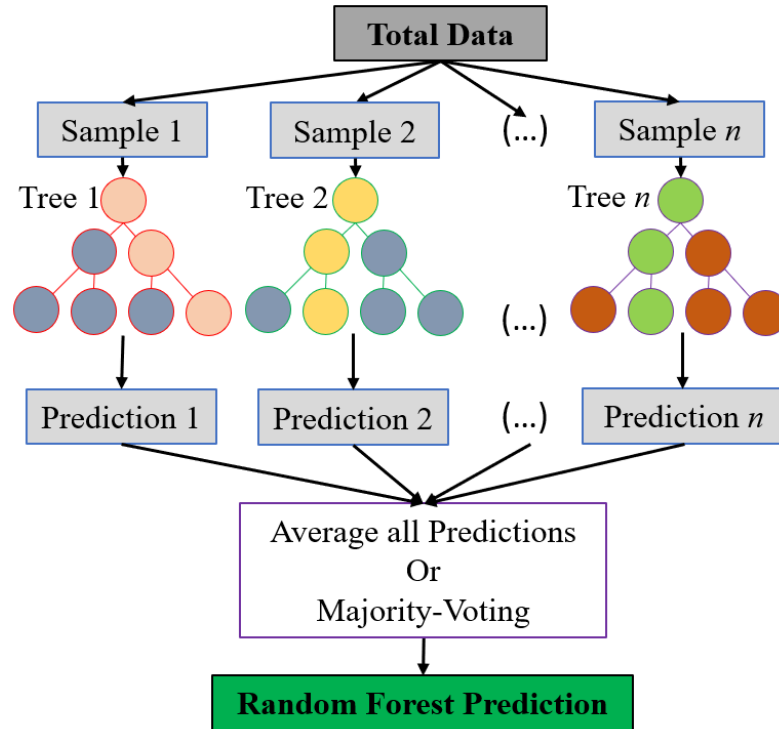 Total Data
Sample 1
Sample 2
(...)
Sample n
Tree 1
Tree 2
Tree n
(...)
Prediction 1
Prediction 2
(...)
Prediction n
Average all Predictions
Or
Majority-Voting
Random Forest Prediction